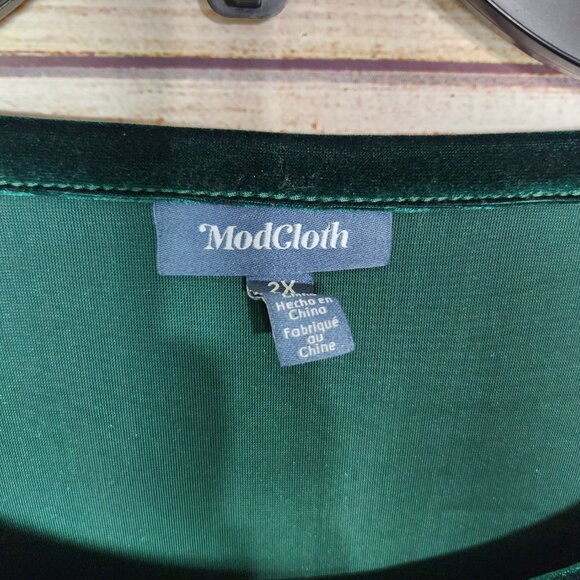 ModCloth
2X
Hecho en
China
Fabriqué
au
Chine